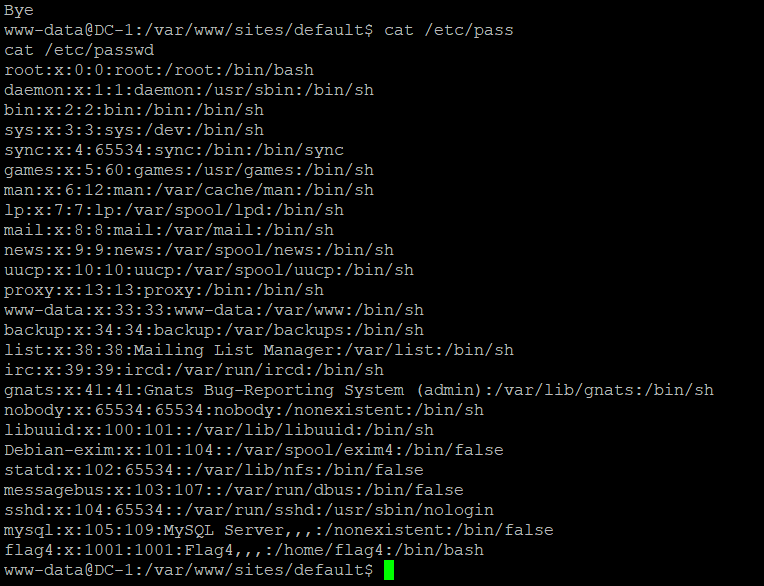 Bye
www-data@DC-1:/var/www/sites/default$ cat /etc/pass
cat /etc/passwd
root:x:0:0:root:/root:/bin/bash
daemon:x:1:1:daemon:/usr/sbin:/bin/sh
bin:x:2:2:bin:/bin:/bin/sh
sys:x:3:3:sys:/dev:/bin/sh
sync:x:4:65534:sync:/bin:/bin/sync
games:x:5:60:games:/usr/games:/bin/sh
man:x:6:12:man:/var/cache/man:/bin/sh
lp:x:7:7:lp:/var/spool/lpd:/bin/sh
mail:x:8:8:mail:/var/mail:/bin/sh
news:x:9:9:news:/var/spool/news:/bin/sh
uucp:x:10:10:uucp:/var/spool/uucp:/bin/sh
proxy:x:13:13:proxy:/bin:/bin/sh
www-data:x:33:33:www-data:/var/www:/bin/sh
backup:x:34:34:backup:/var/backups:/bin/sh
list:x:38:38:Mailing List Manager:/var/list:/bin/sh
irc:x:39:39:ircd:/var/run/ircd:/bin/sh
gnats:x:41:41:Gnats Bug-Reporting System (admin):/var/lib/gnats:/bin/sh
nobody:x:65534:65534:nobody:/nonexistent:/bin/sh
libuuid:x:100:101::/var/lib/libuuid:/bin/sh
Debian-exim:x:101:104::/var/spool/exim4:/bin/false
statd:x:102:65534::/var/lib/nfs:/bin/false
messagebus:x:103:107::/var/run/dbus:/bin/false
sshd:x:104:65534::/var/run/sshd:/usr/sbin/nologin
mysql:x:105:109:MySQL Server,,,:/nonexistent:/bin/false
flag4:x:1001:1001:Flag4,,,:/home/flag4:/bin/bash
www-data@DC-1:/var/www/sites/default$